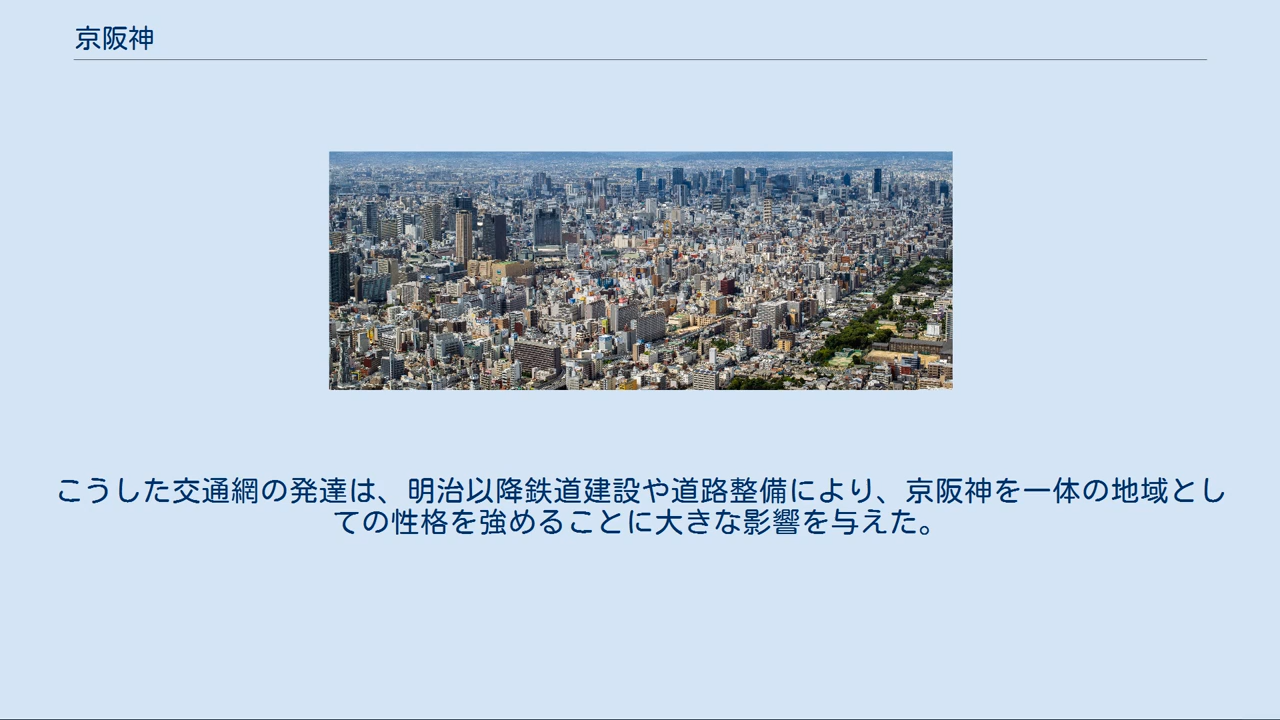 京阪神
こうした交通網の発達は、明治以降鉄道建設や道路整備により、京阪神を一体の地域とし
ての性格を強めることに大きな影響を与えた。